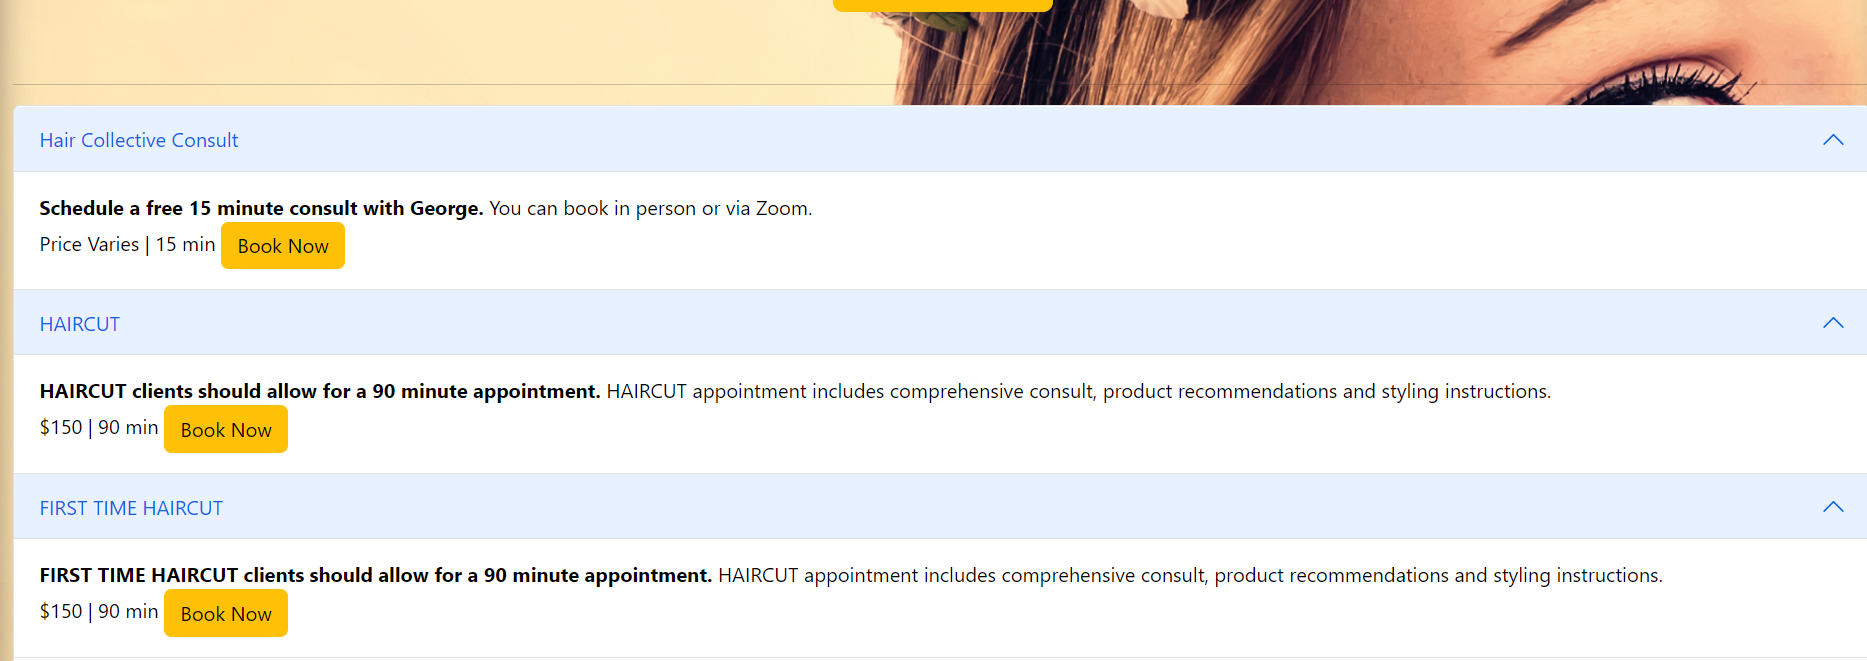 Hair Collective Consult
Schedule a free 15 minute consult with George. You can book in person or via Zoom.
Price Varies | 15 min Book Now
HAIRCUT
HAIRCUT clients should allow for a 90 minute appointment. HAIRCUT appointment includes comprehensive consult, product recommendations and styling instructions.
$150 | 90 min Book Now
FIRST TIME HAIRCUT
FIRST TIME HAIRCUT clients should allow for a 90 minute appointment. HAIRCUT appointment includes comprehensive consult, product recommendations and styling instructions.
$150 | 90 min Book Now